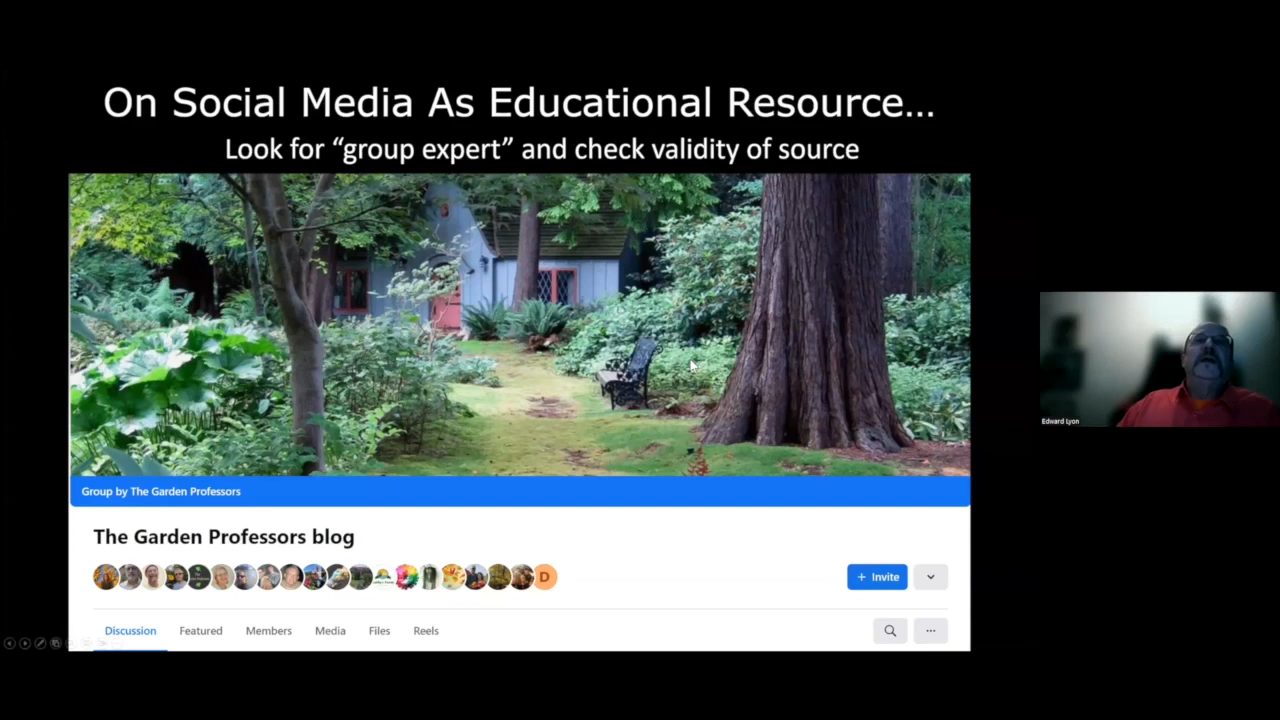 On Social Media As Educational Resource…
Look for “group expert” and check validity of source
Edward Lyon
Group by The Garden Professors
The Garden Professors blog
D
+ Invite
Discussion Featured Members Media Files Reels